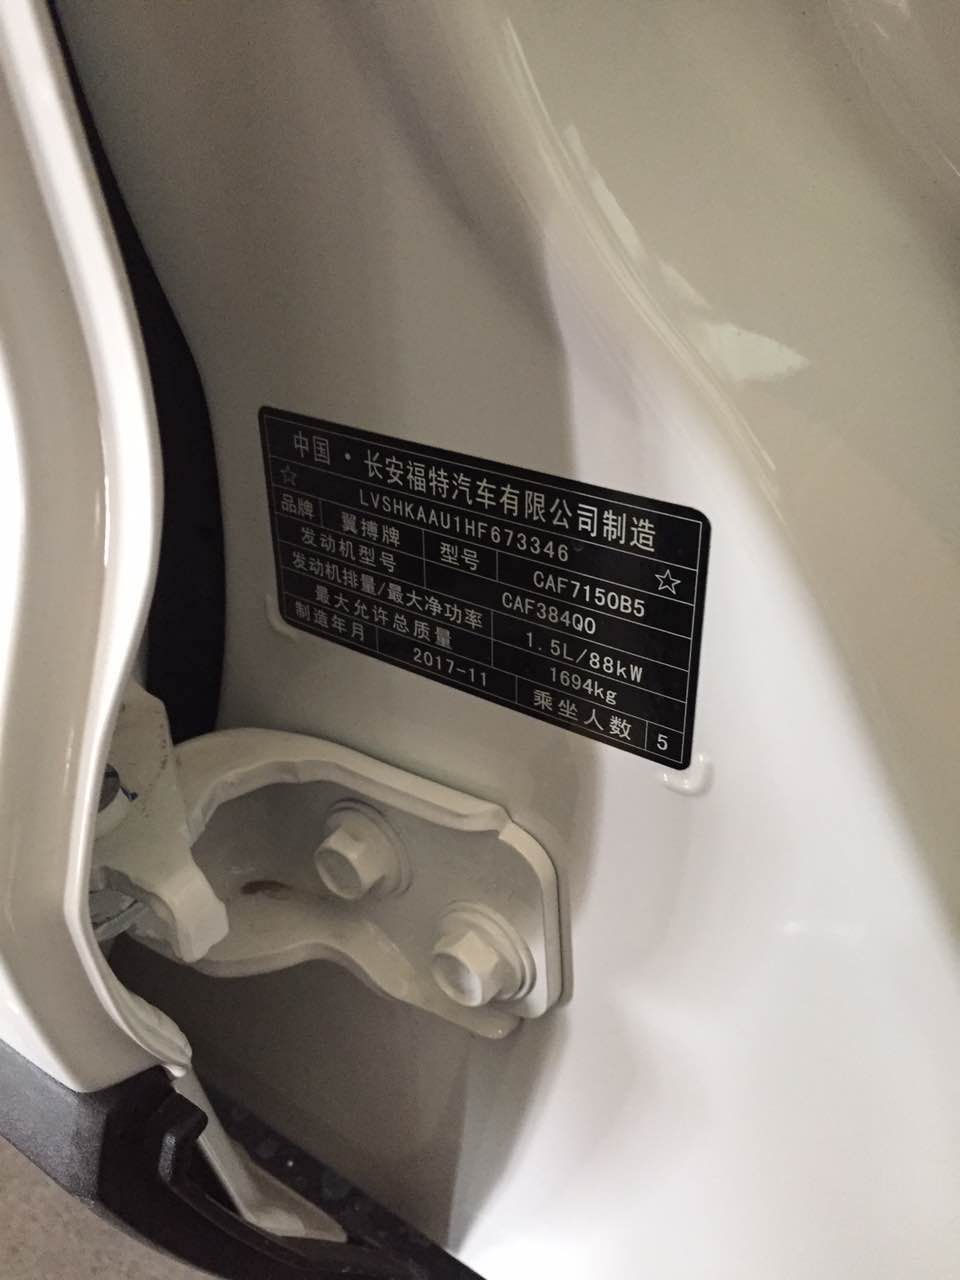 中国·长安福特汽车有限公司制造
☆ LVSHKAAU1HF673346 ☆
品牌 翼搏牌 型号 CAF7150B5
发动机型号 CAF384Q0
发动机排量/最大净功率 1.5L/88kW
最大允许总质量 1694kg
制造年月 2017-11 乘坐人数 5